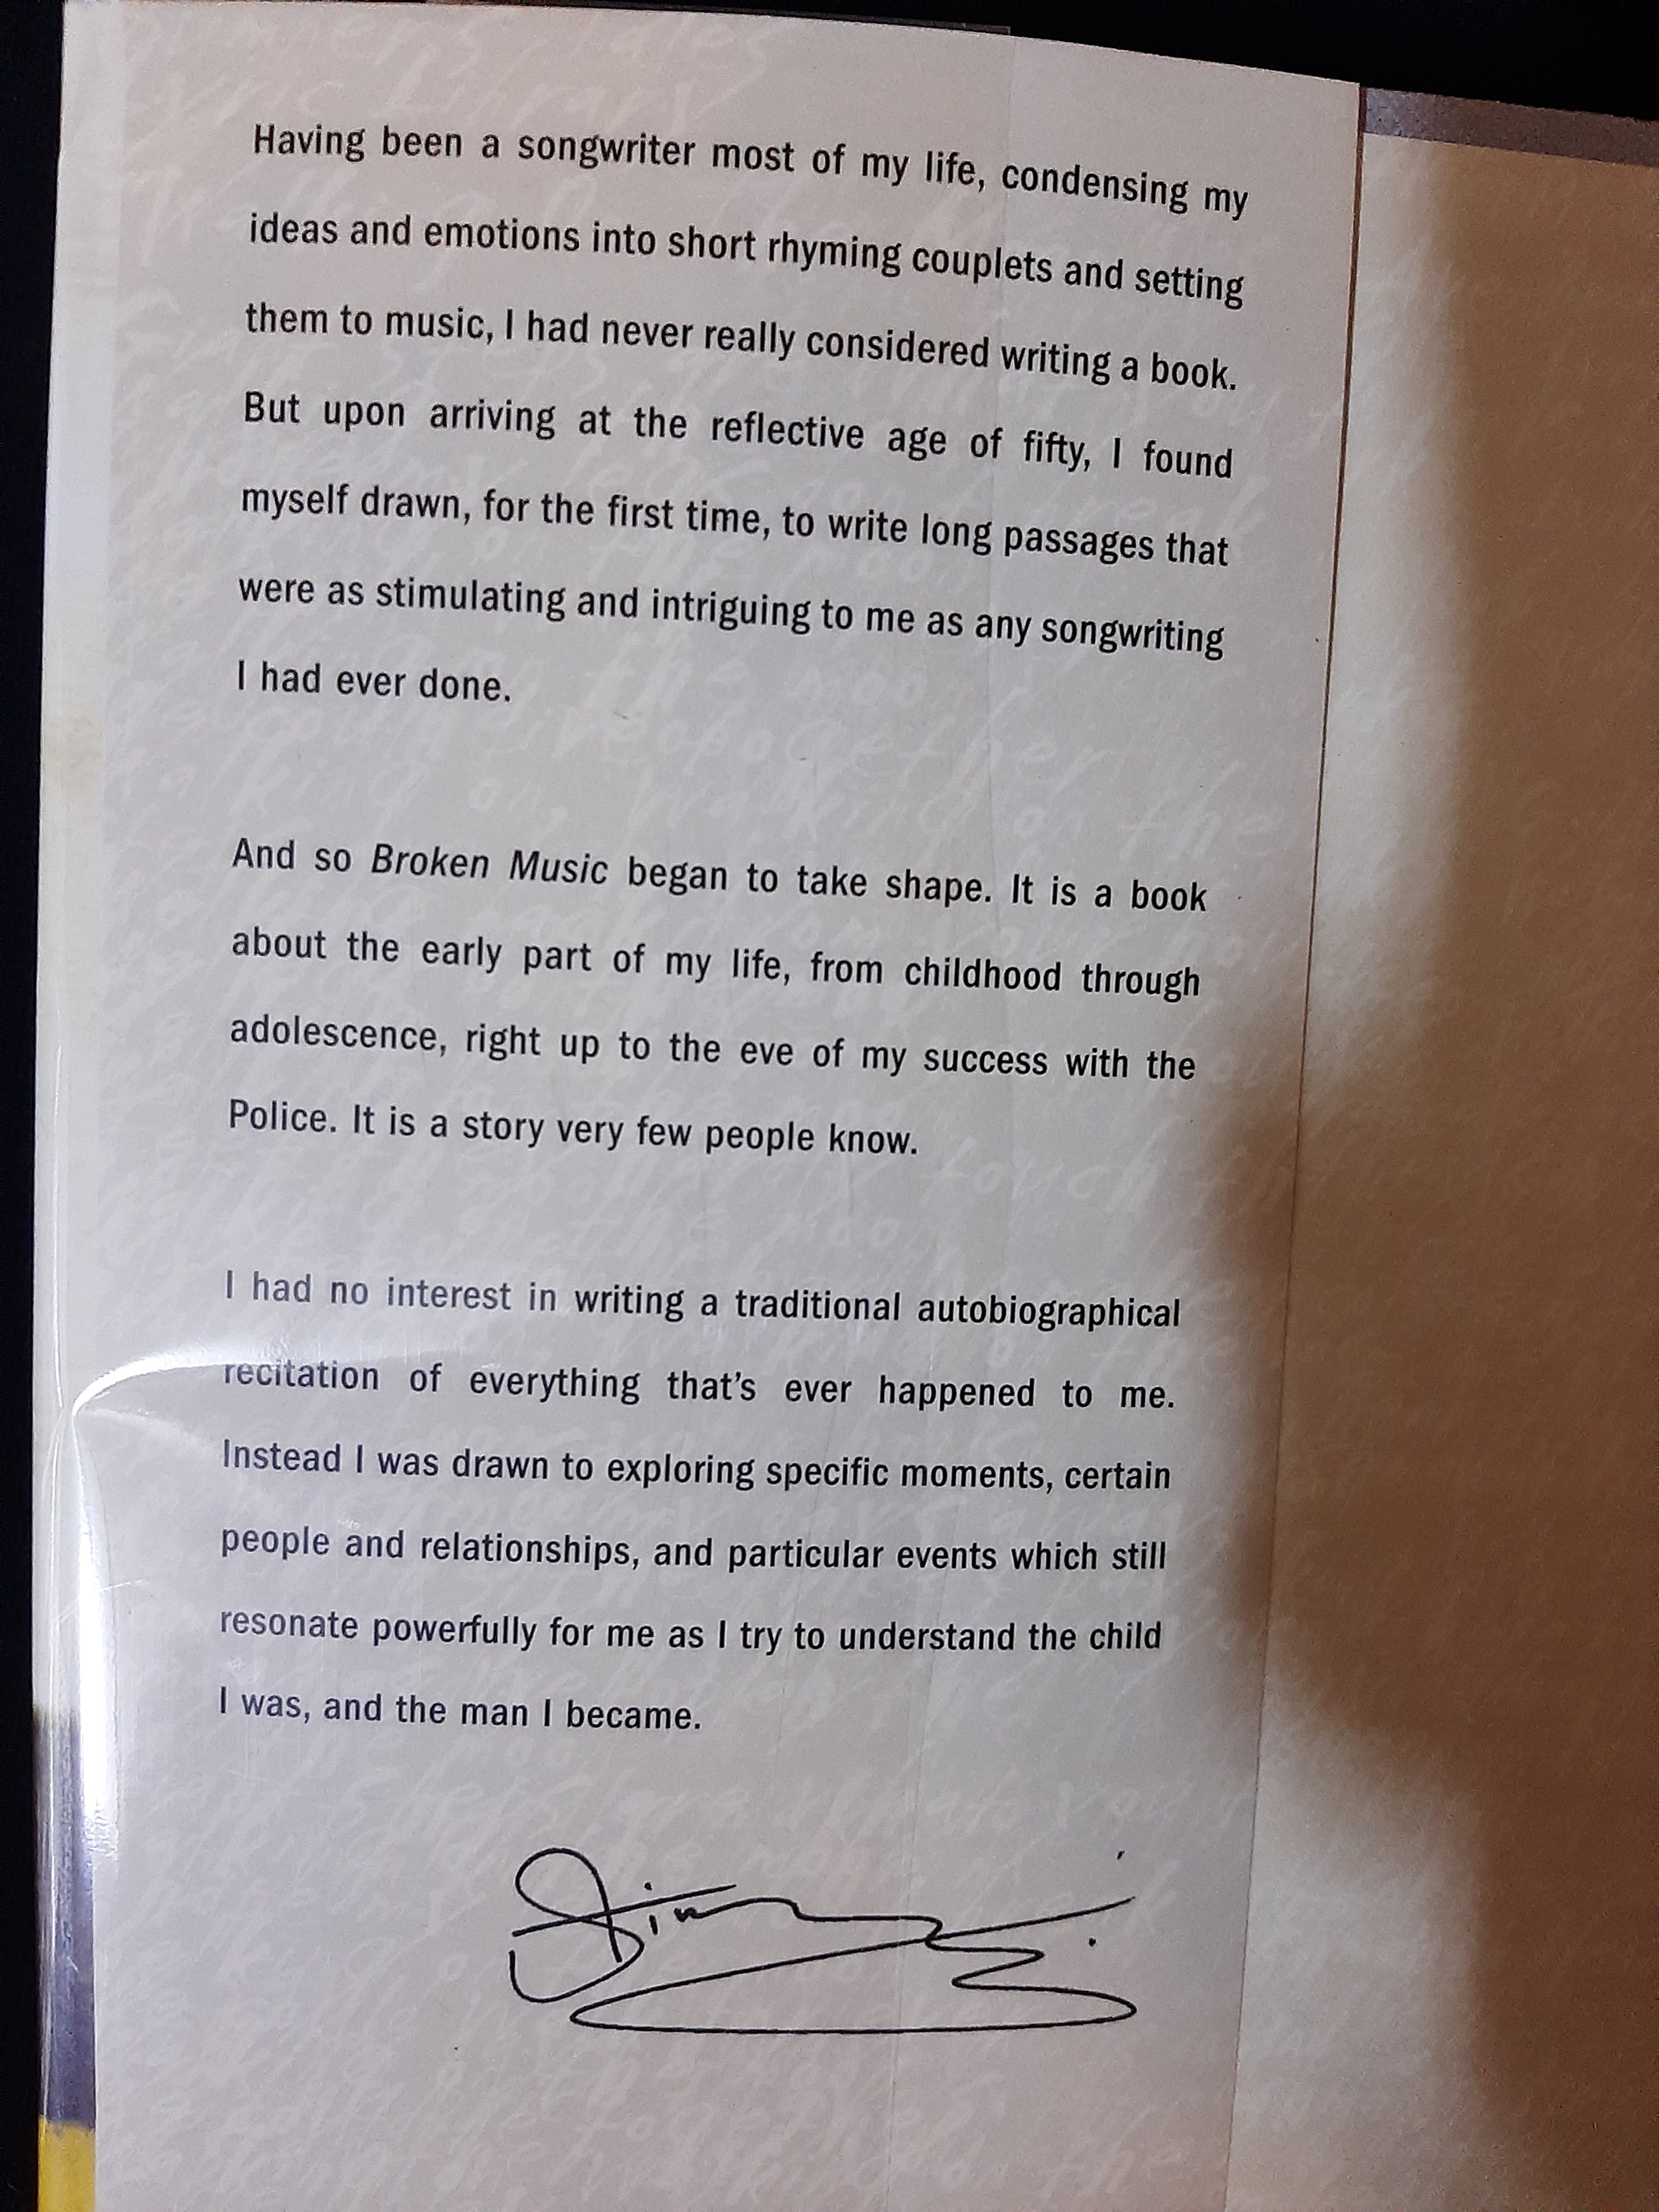 Having been a songwriter most of my life, condensing my
ideas and emotions into short rhyming couplets and setting
them to music, I had never really considered writing a book.
But upon arriving at the reflective age of fifty, I found
myself drawn, for the first time, to write long passages that
were as stimulating and intriguing to me as any songwriting
I had ever done.
And so Broken Music began to take shape. It is a book
about the early part of my life, from childhood through
adolescence, right up to the eve of my success with the
Police. It is a story very few people know.
I had no interest in writing a traditional autobiographical
recitation of everything that's ever happened to me.
Instead I was drawn to exploring specific moments, certain
people and relationships, and particular events which still
resonate powerfully for me as I try to understand the child
I was, and the man I became.